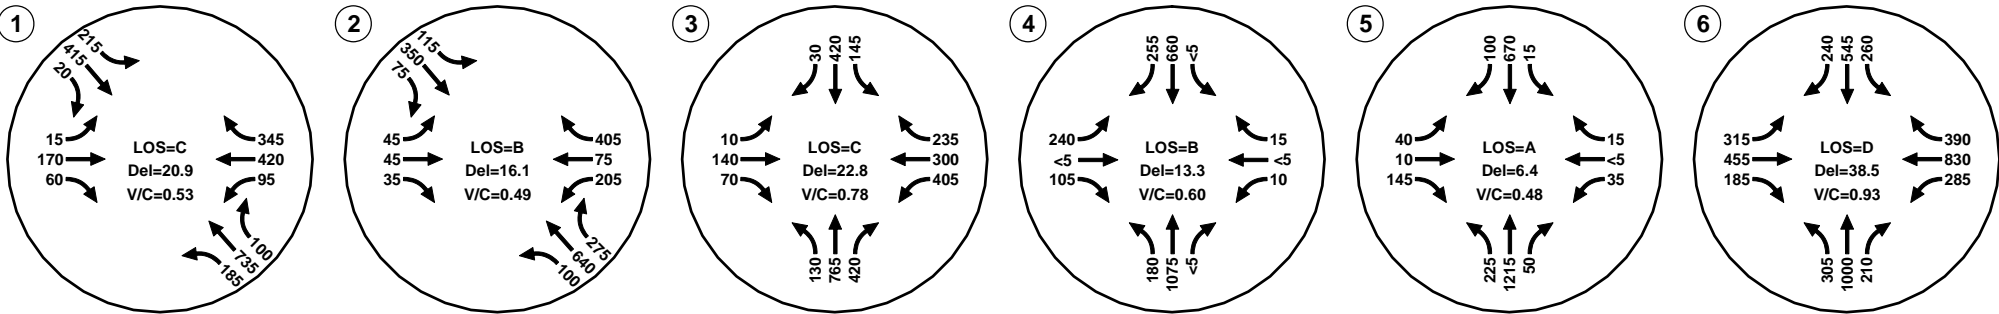 1
215
415
20
15
170
60
LOS=C
Del=20.9
V/C=0.53
345
420
95
100
735
185
2
115
350
75
45
45
35
LOS=B
Del=16.1
V/C=0.49
405
75
205
275
640
100
3
30 420 145
10
140
70
LOS=C
Del=22.8
V/C=0.78
235
300
405
130 765 420
4
255 660 <5
240
<5
105
LOS=B
Del=13.3
V/C=0.60
15
<5
10
180 1075 <5
5
100 670 15
40
10
145
LOS=A
Del=6.4
V/C=0.48
15
<5
35
225 1215 50
6
240 545 260
315
455
185
LOS=D
Del=38.5
V/C=0.93
390
830
285
305 1000 210